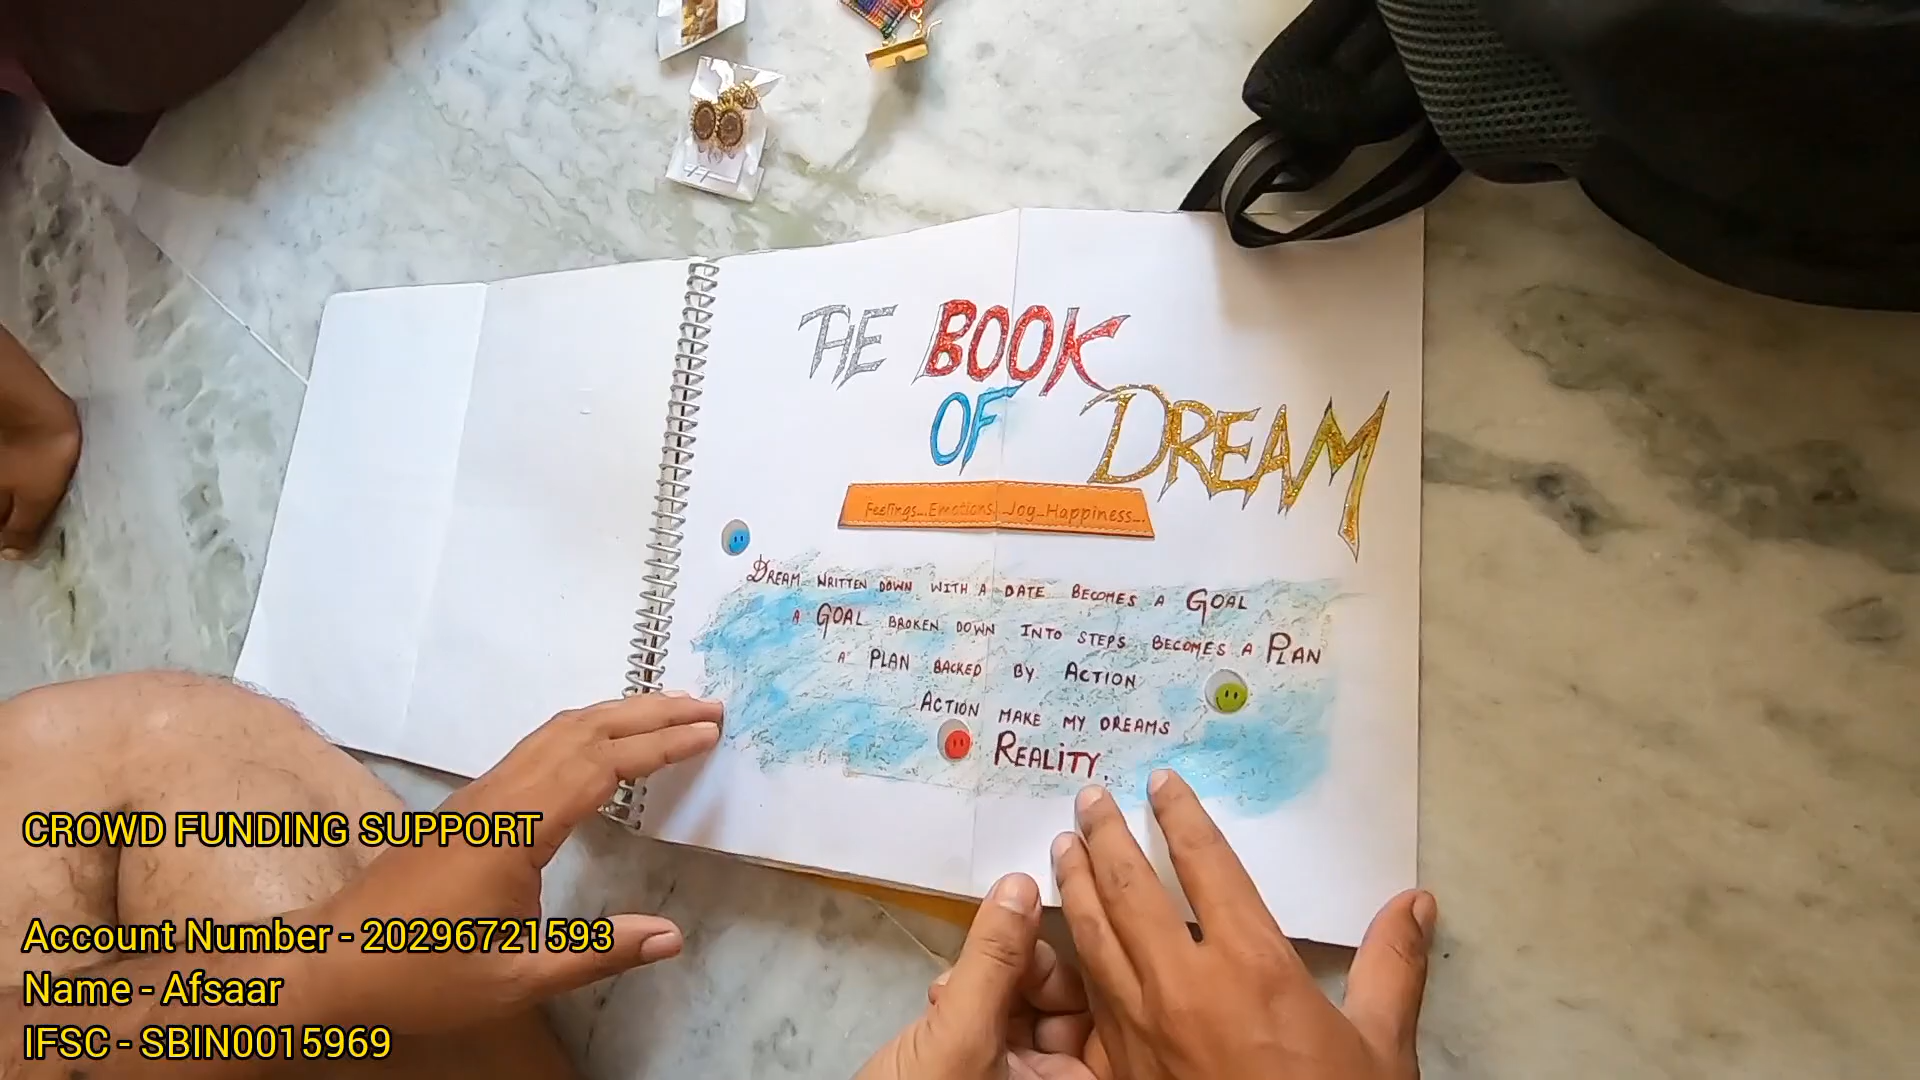 THE BOOK
OF DREAM
Feelings...Emotions...Joy...Happiness...
DREAM WRITTEN DOWN WITH A DATE BECOMES A GOAL
A GOAL BROKEN DOWN INTO STEPS BECOMES A PLAN
A PLAN BACKED BY ACTION
ACTION MAKE MY DREAMS
REALITY.
CROWD FUNDING SUPPORT
Account Number - 20296721593
Name - Afsaar
IFSC - SBIN0015969